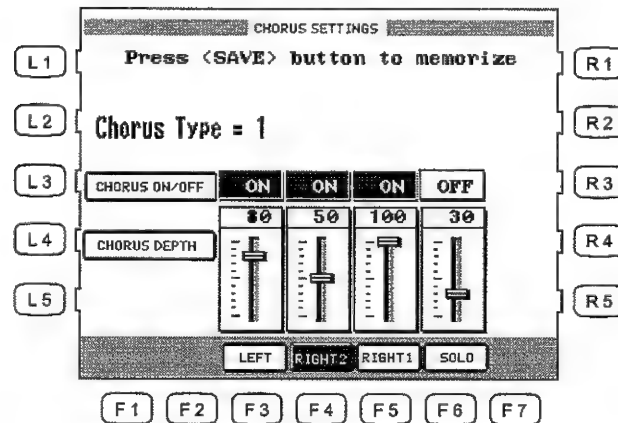 CHORUS SETTINGS
L1 Press <SAVE> button to memorize R1
L2 Chorus Type = 1 R2
L3 CHORUS ON/OFF ON ON ON OFF R3
80 50 100 30
L4 CHORUS DEPTH R4
L5 R5
LEFT RIGHT2 RIGHT1 SOLO
F1 F2 F3 F4 F5 F6 F7